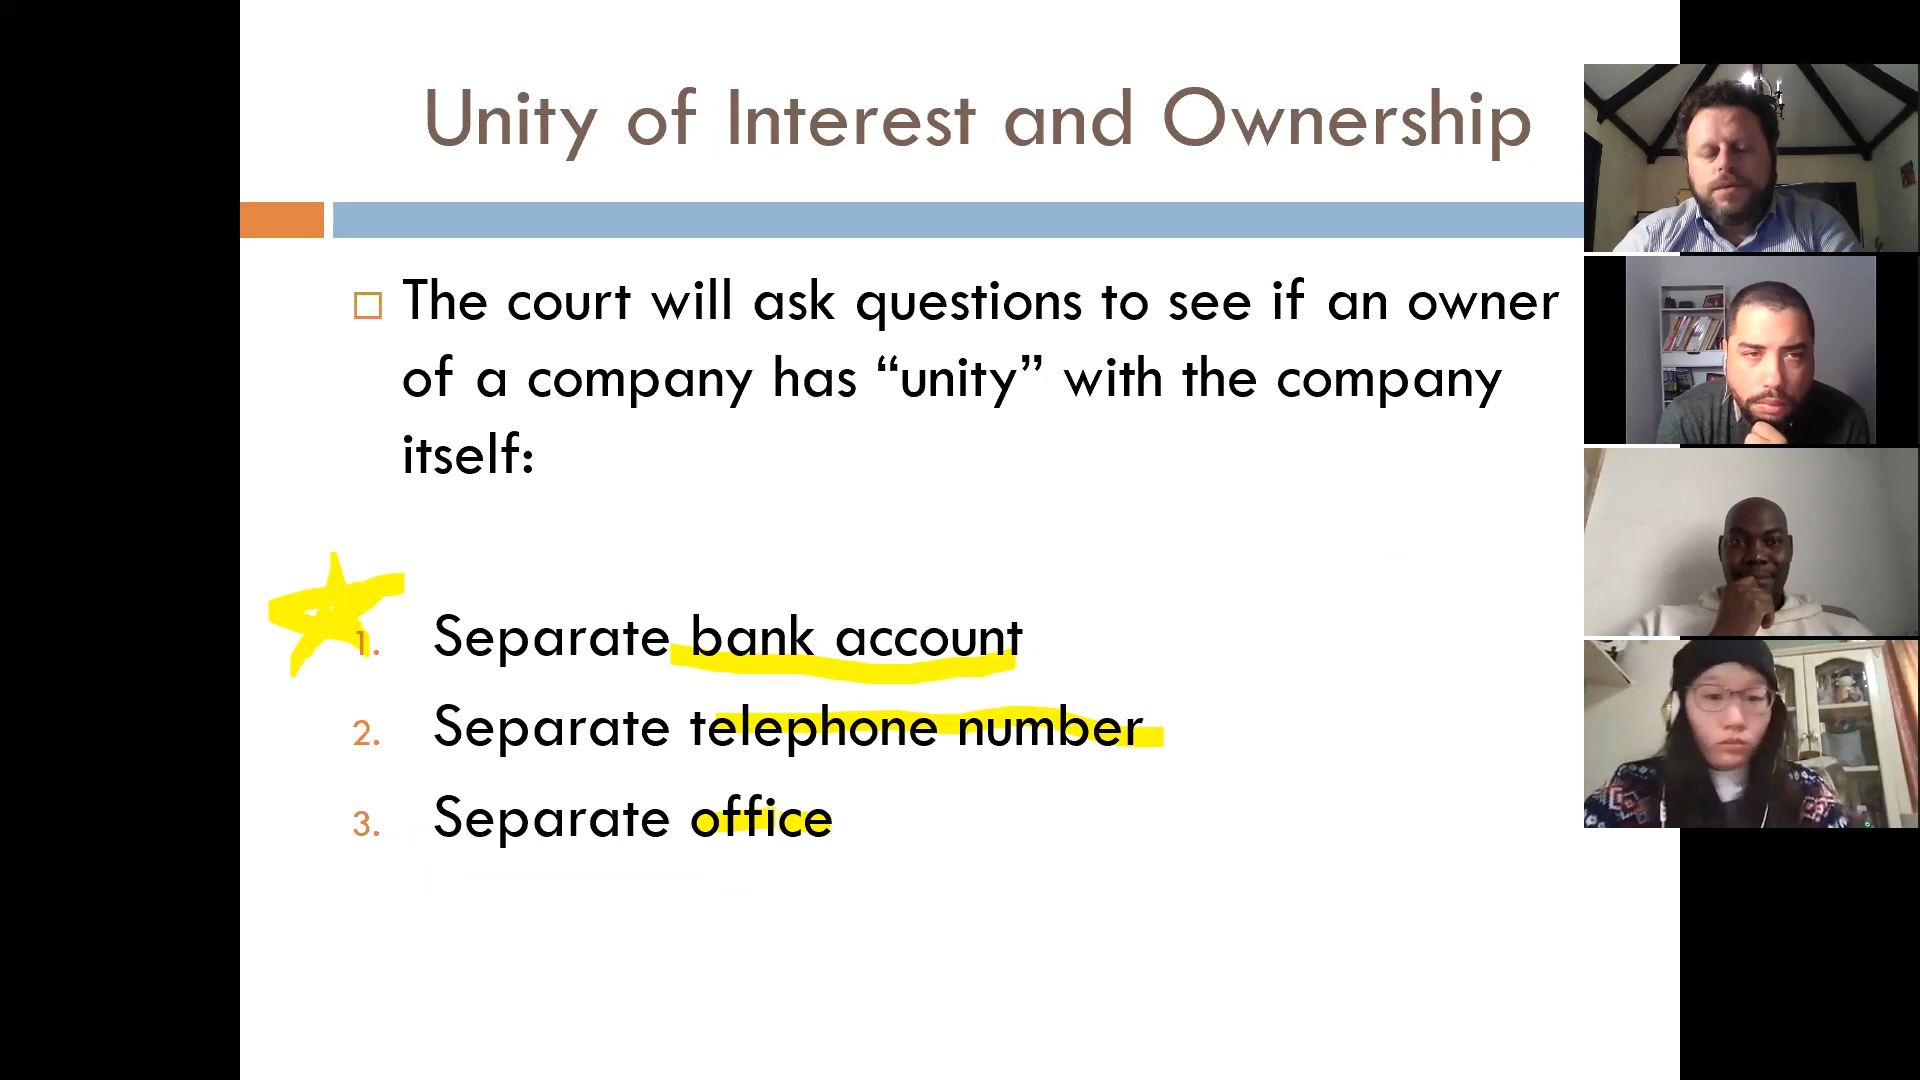 Unity of Interest and Ownership
The court will ask questions to see if an owner
of a company has “unity” with the company
itself:
1. Separate bank account
2. Separate telephone number
3. Separate office